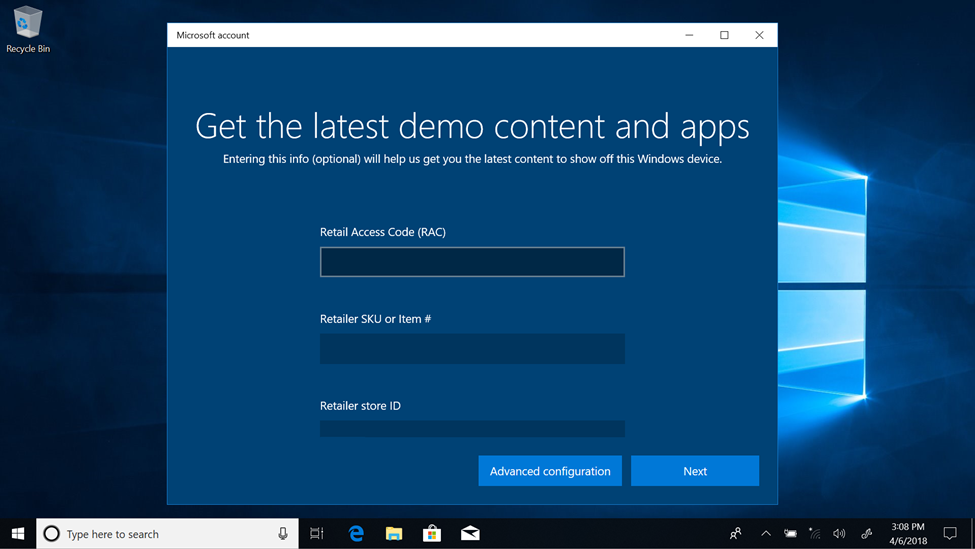 Recycle Bin
Microsoft account
Get the latest demo content and apps
Entering this info (optional) will help us get you the latest content to show off this Windows device.
Retail Access Code (RAC)
Retailer SKU or Item #
Retailer store ID
Advanced configuration
Next
Type here to search
3:08 PM
4/6/2018